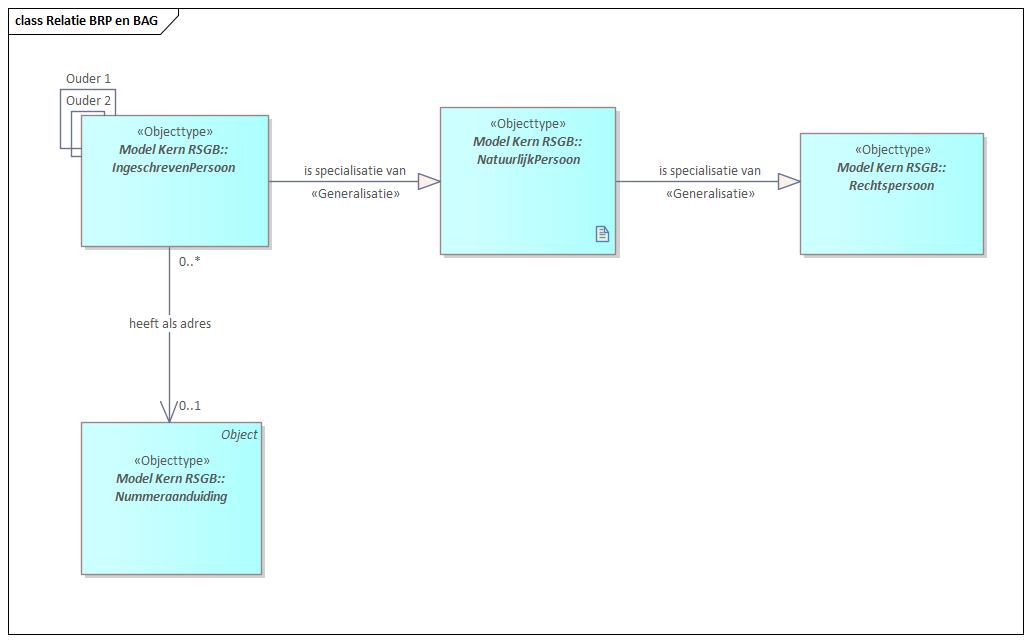 class Relatie BRP en BAG
Ouder 1
Ouder 2
«Objecttype»
Model Kern RSGB::
IngeschrevenPersoon
is specialisatie van
«Generalisatie»
«Objecttype»
Model Kern RSGB::
NatuurlijkPersoon
is specialisatie van
«Generalisatie»
«Objecttype»
Model Kern RSGB::
Rechtspersoon
0..*
heeft als adres
0..1
Object
«Objecttype»
Model Kern RSGB::
Nummeraanduiding